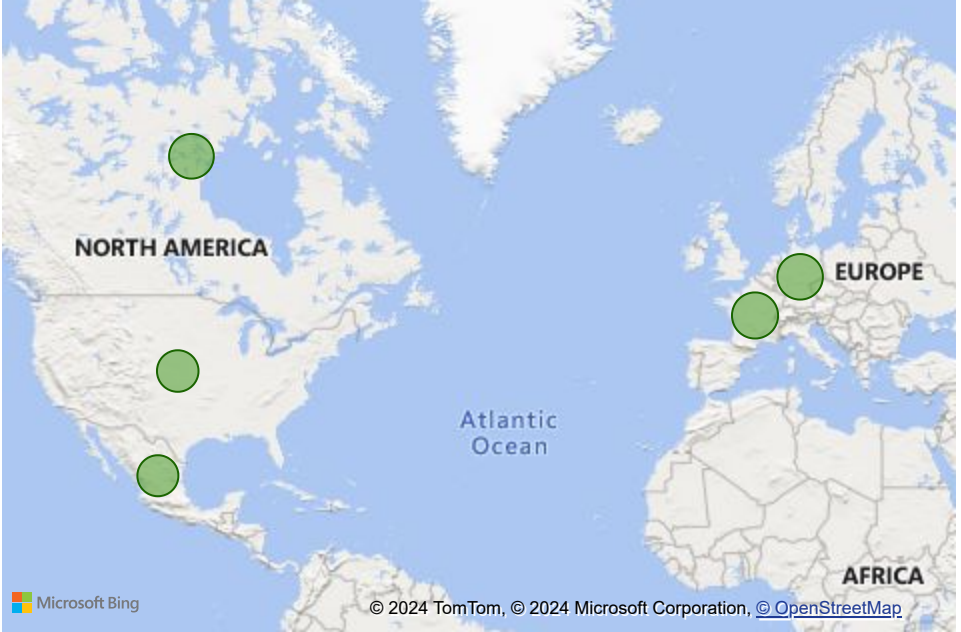 NORTH AMERICA
EUROPE
Atlantic
Ocean
AFRICA
Microsoft Bing
© 2024 TomTom, © 2024 Microsoft Corporation, © OpenStreetMap